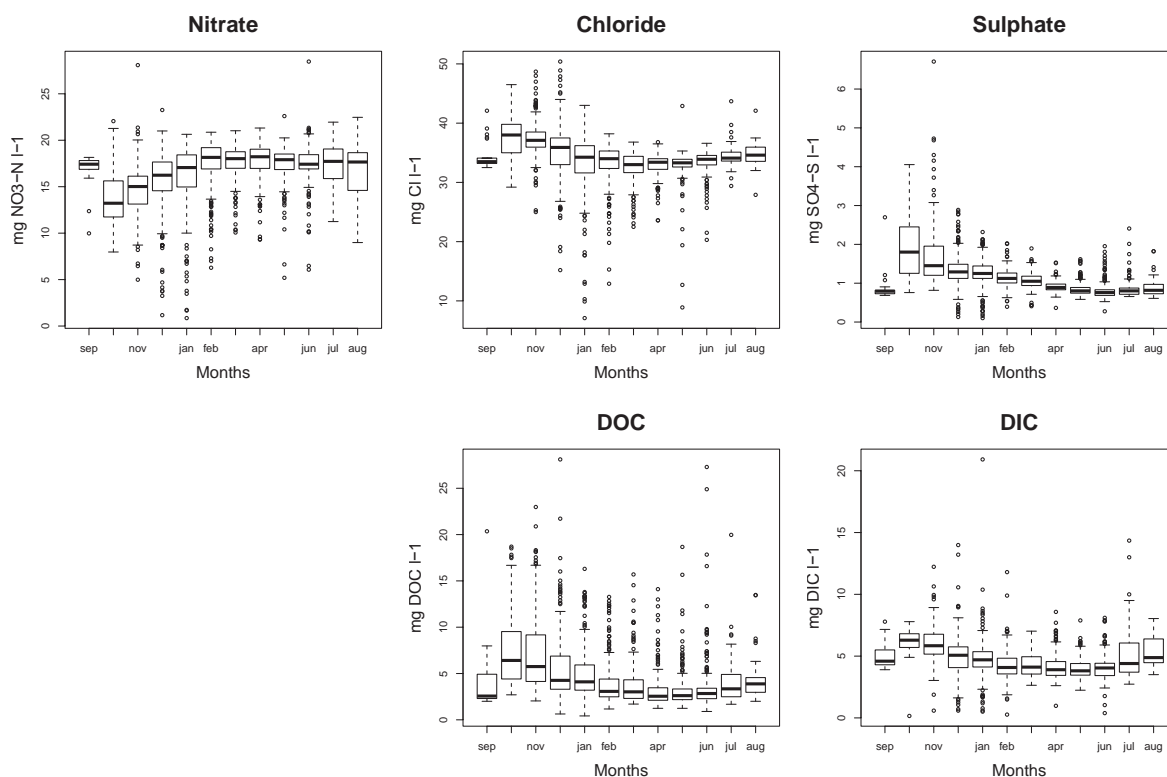 Nitrate
mg NO3−N l−1
0
5
10
15
20
25
sep nov jan feb apr jun jul aug
Months
Chloride
mg Cl l−1
10
20
30
40
50
sep nov jan feb apr jun jul aug
Months
Sulphate
mg SO4−S l−1
0
1
2
3
4
5
6
sep nov jan feb apr jun jul aug
Months
DOC
mg DOC l−1
0
5
10
15
20
25
sep nov jan feb apr jun jul aug
Months
DIC
mg DIC l−1
0
5
10
15
20
sep nov jan feb apr jun jul aug
Months